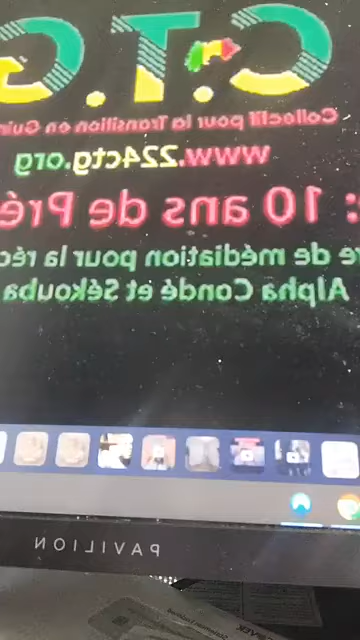 C.T.G
Collectif pour la Transition en Gui
www.224ctg.org
: 10 ans de Pré
re de médiation pour la réc
Alpha Condé et Sékouba
PAVILION